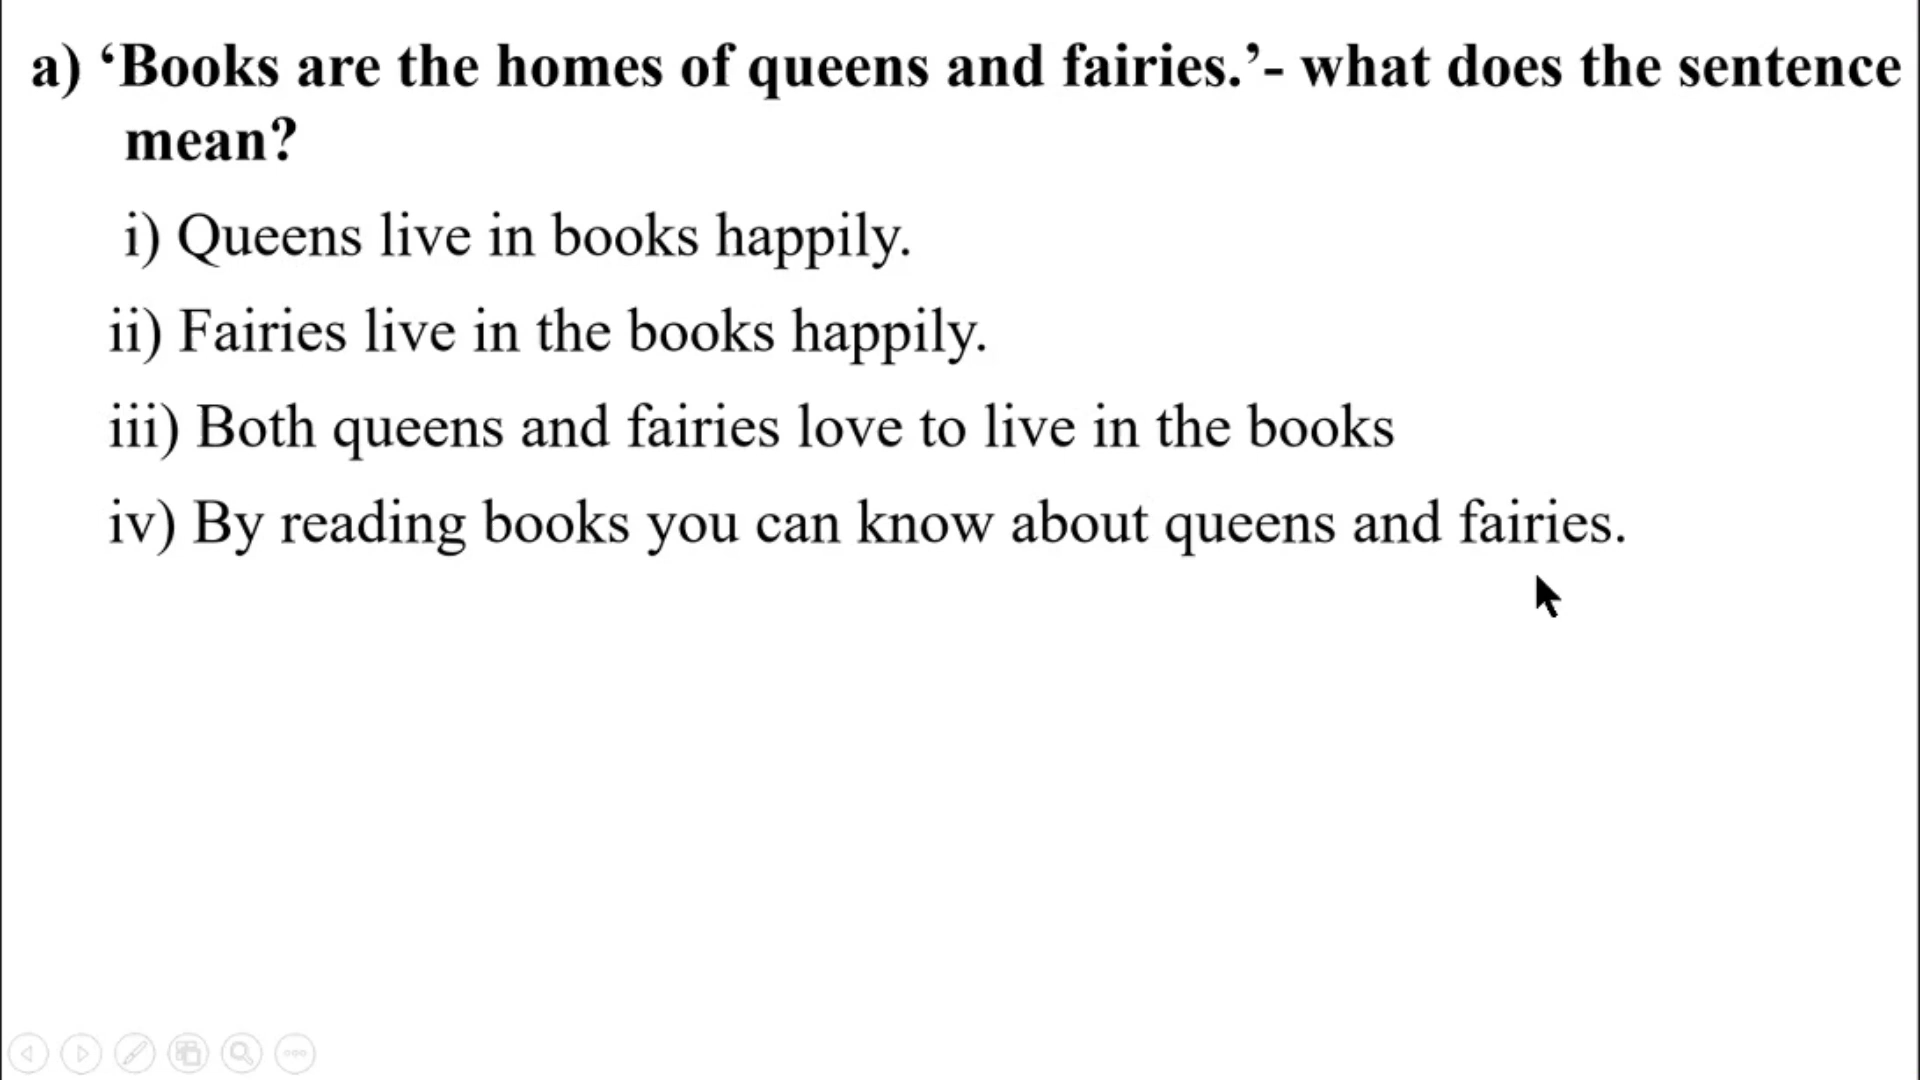 a) ‘Books are the homes of queens and fairies.’- what does the sentence
mean?
i) Queens live in books happily.
ii) Fairies live in the books happily.
iii) Both queens and fairies love to live in the books
iv) By reading books you can know about queens and fairies.